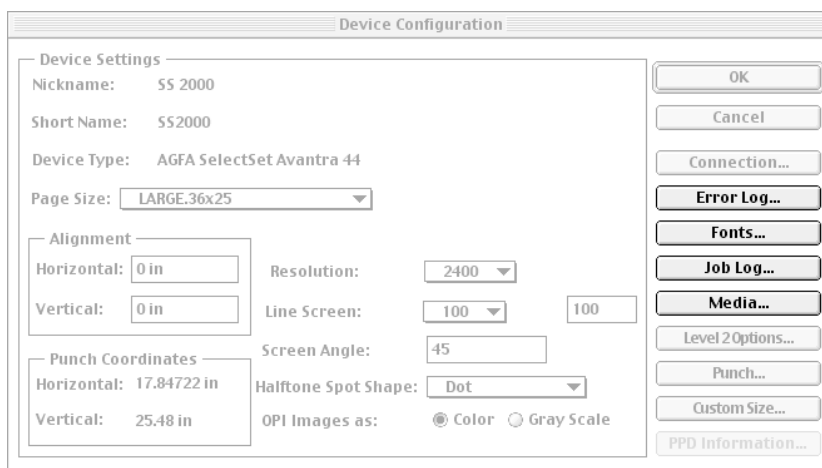 Device Configuration
Device Settings
Nickname: SS 2000
Short Name: SS2000
Device Type: AGFA SelectSet Avantra 44
Page Size: LARGE.36x25
Alignment
Horizontal: 0 in
Vertical: 0 in
Punch Coordinates
Horizontal: 17.84722 in
Vertical: 25.48 in
Resolution: 2400
Line Screen: 100 100
Screen Angle: 45
Halftone Spot Shape: Dot
OPI Images as: Color Gray Scale
OK
Cancel
Connection...
Error Log...
Fonts...
Job Log...
Media...
Level 2 Options...
Punch...
Custom Size...
PPD Information...